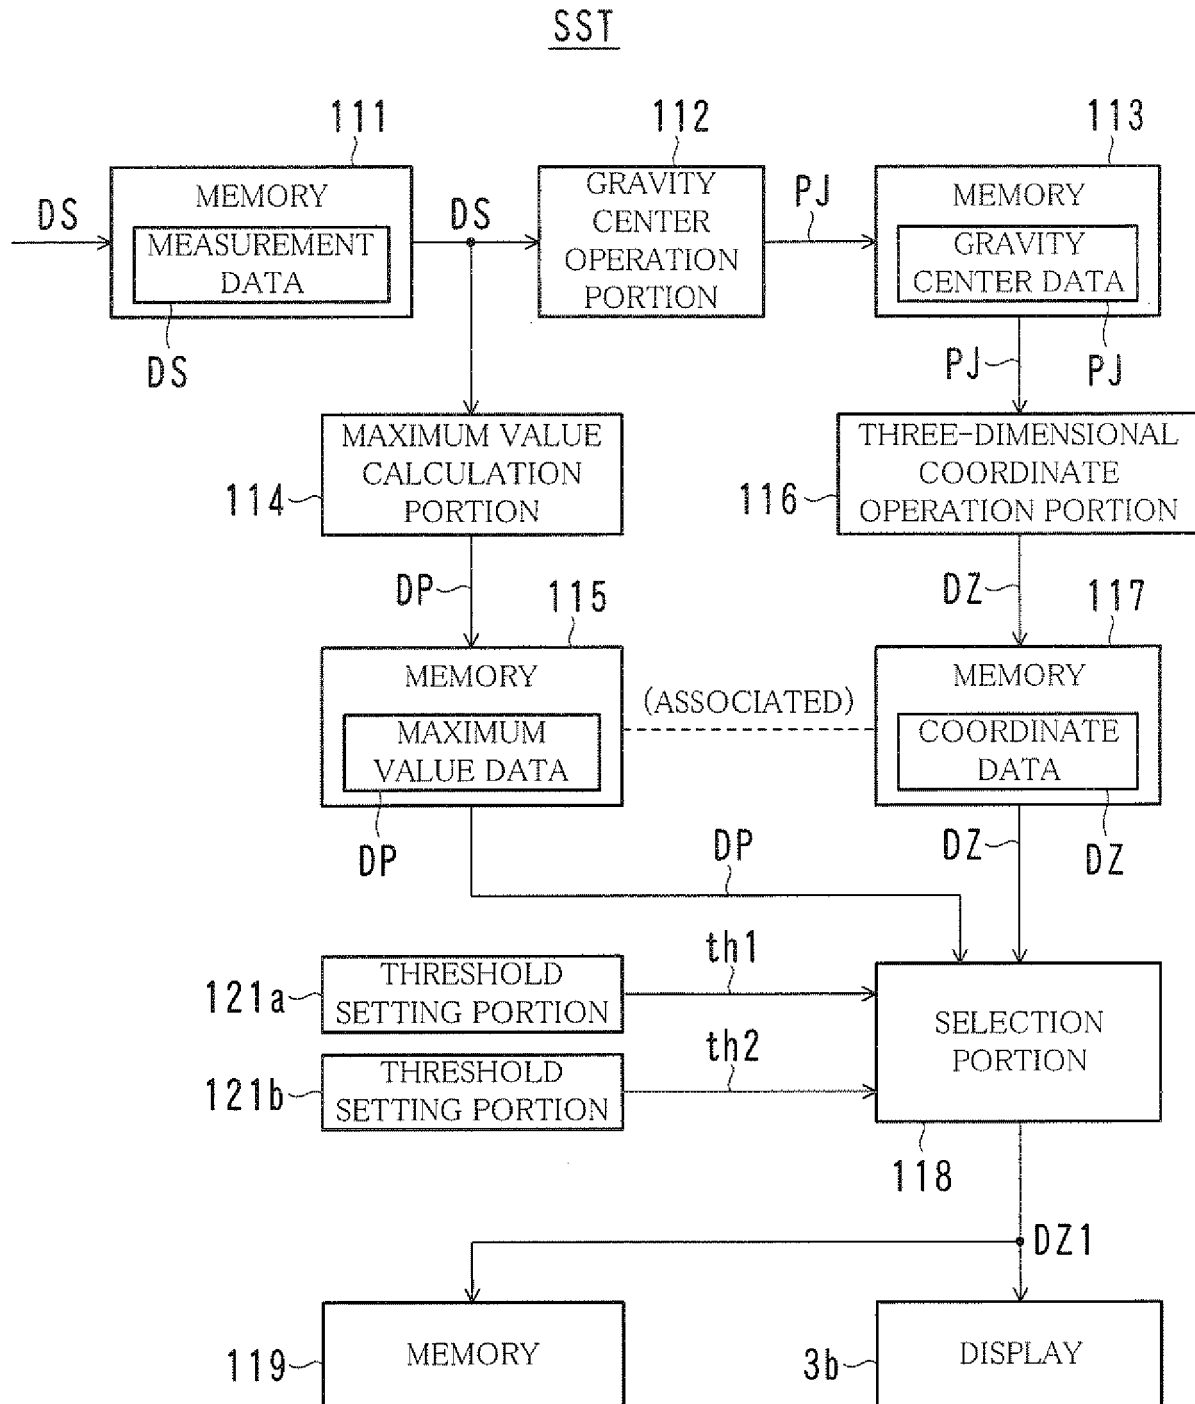 SST
111
112
113
DS
MEMORY
MEASUREMENT
DATA
DS
DS
GRAVITY
CENTER
OPERATION
PORTION
PJ
MEMORY
GRAVITY
CENTER DATA
PJ
PJ
MAXIMUM VALUE
CALCULATION
PORTION
114
THREE-DIMENSIONAL
COORDINATE
OPERATION PORTION
116
DP
115
DZ
117
MEMORY
MAXIMUM
VALUE DATA
DP
(ASSOCIATED)
MEMORY
COORDINATE
DATA
DZ
DP
DZ
121a
THRESHOLD
SETTING PORTION
th1
121b
THRESHOLD
SETTING PORTION
th2
SELECTION
PORTION
118
DZ1
119
MEMORY
3b
DISPLAY